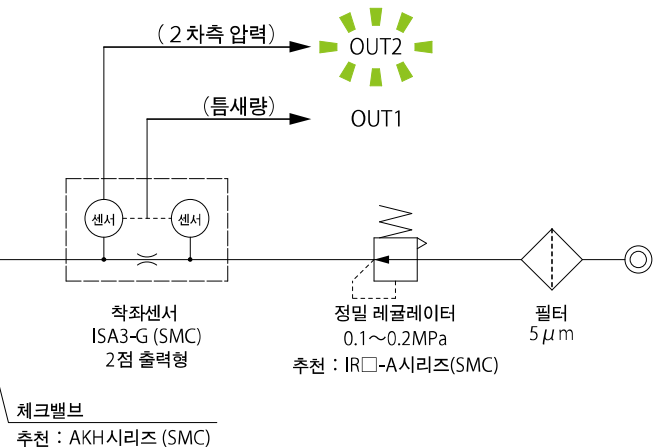 (2차측 압력)
OUT2
(틈새량)
OUT1
센서
센서
착좌센서
ISA3-G (SMC)
2점 출력형
정밀 레귤레이터
0.1～0.2MPa
추천 : IR□-A시리즈(SMC)
필터
5μm
체크밸브
추천 : AKH시리즈 (SMC)